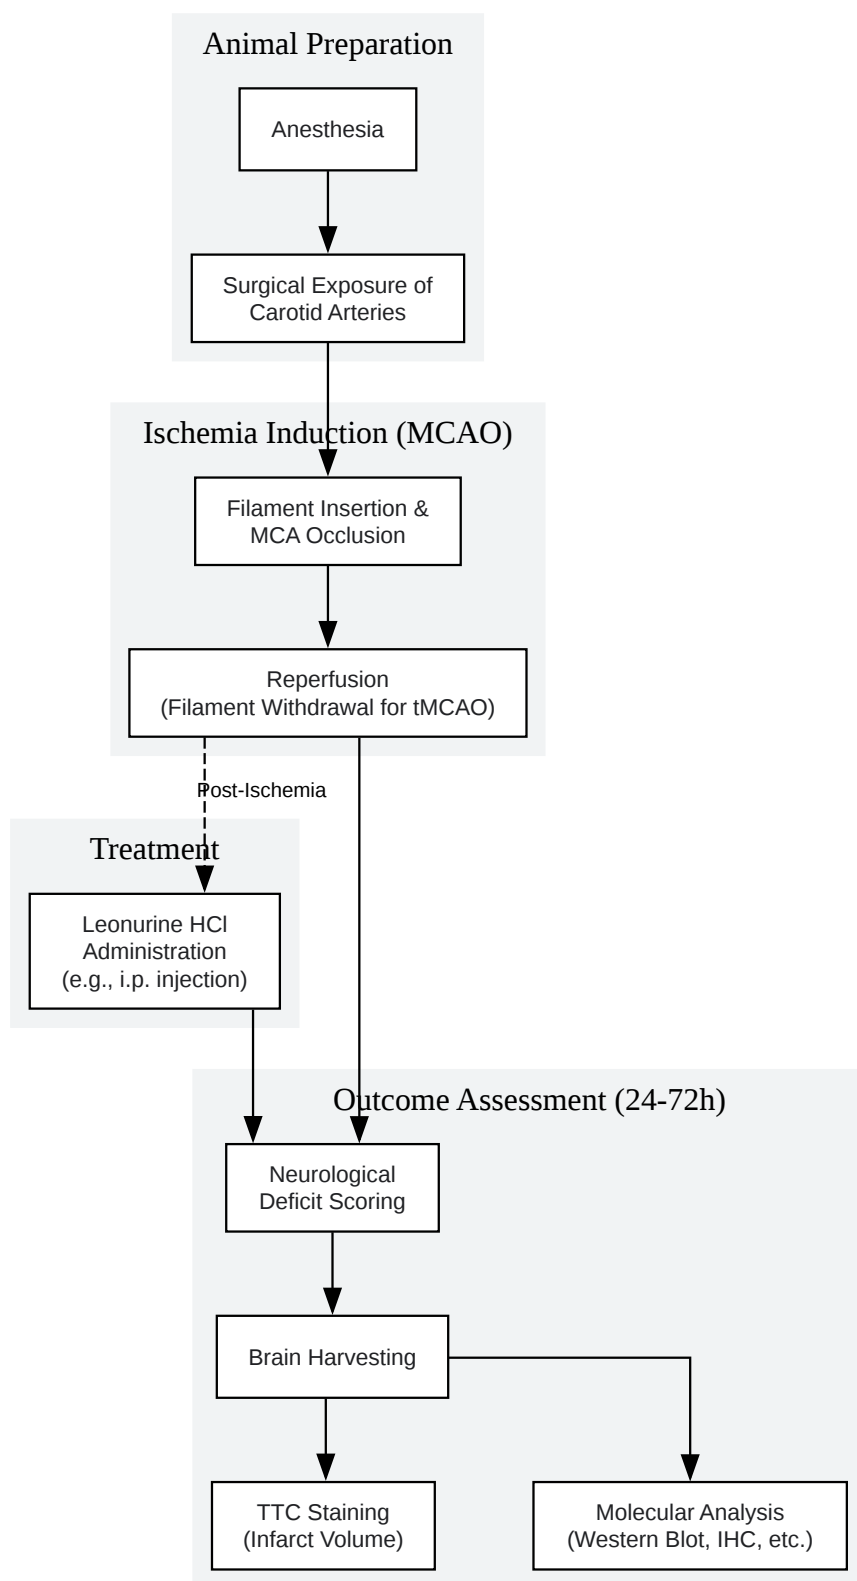 Animal Preparation
Anesthesia
Surgical Exposure of
Carotid Arteries
Ischemia Induction (MCAO)
Filament Insertion &
MCA Occlusion
Reperfusion
(Filament Withdrawal for tMCAO)
Post-Ischemia
Treatment
Leonurine HCl
Administration
(e.g., i.p. injection)
Outcome Assessment (24-72h)
Neurological
Deficit Scoring
Brain Harvesting
TTC Staining
(Infarct Volume)
Molecular Analysis
(Western Blot, IHC, etc.)